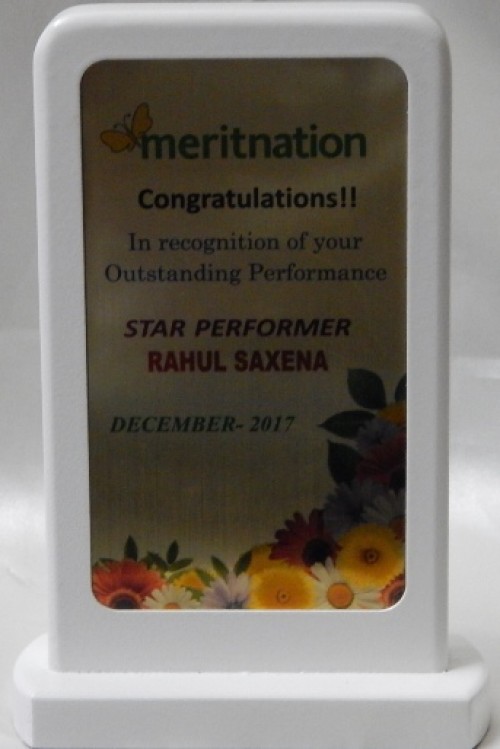 meritnation
Congratulations!!
In recognition of your
Outstanding Performance
STAR PERFORMER
RAHUL SAXENA
DECEMBER- 2017